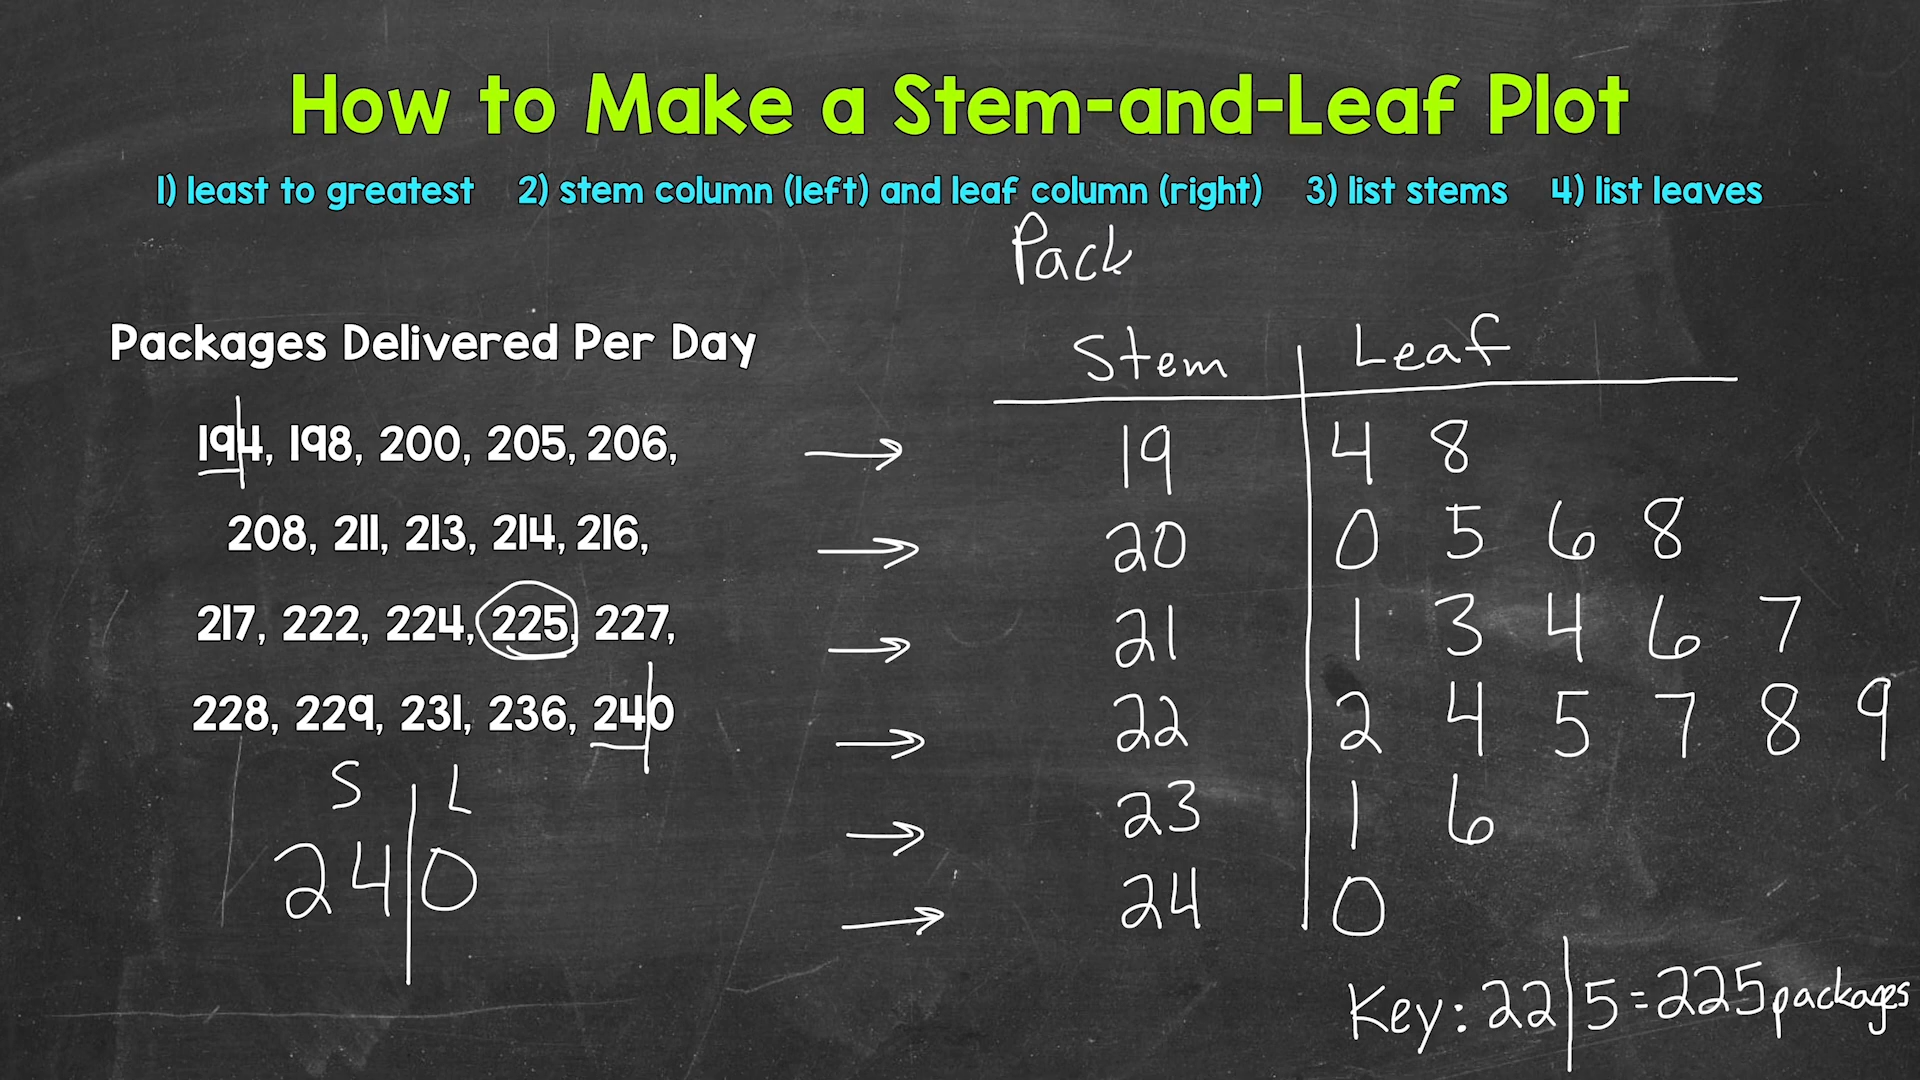 How to Make a Stem-and-Leaf Plot
1) least to greatest 2) stem column (left) and leaf column (right) 3) list stems 4) list leaves
Pack
Packages Delivered Per Day
194, 198, 200, 205, 206,
208, 211, 213, 214, 216,
217, 222, 224, 225, 227,
228, 229, 231, 236, 240
S L
24 0
Stem Leaf
19 4 8
20 0 5 6 8
21 1 3 4 6 7
22 2 4 5 7 8 9
23 1 6
24 0
Key: 22|5 = 225 packages